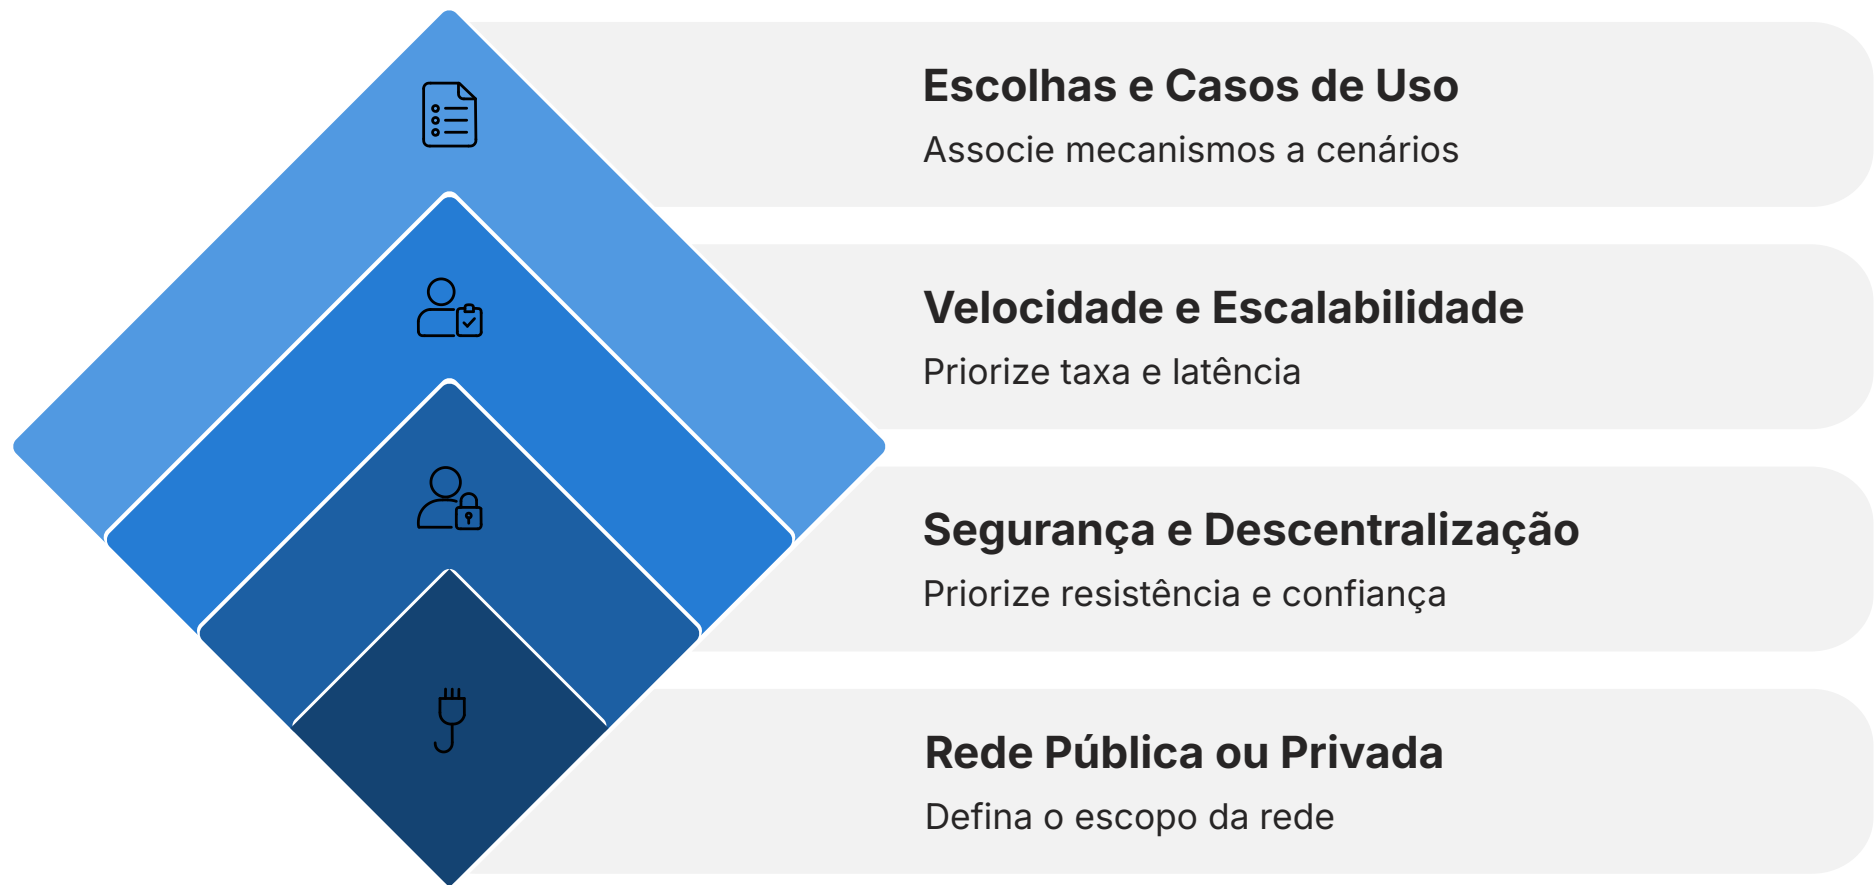 Escolhas e Casos de Uso
Associe mecanismos a cenários
Velocidade e Escalabilidade
Priorize taxa e latência
Segurança e Descentralização
Priorize resistência e confiança
Rede Pública ou Privada
Defina o escopo da rede